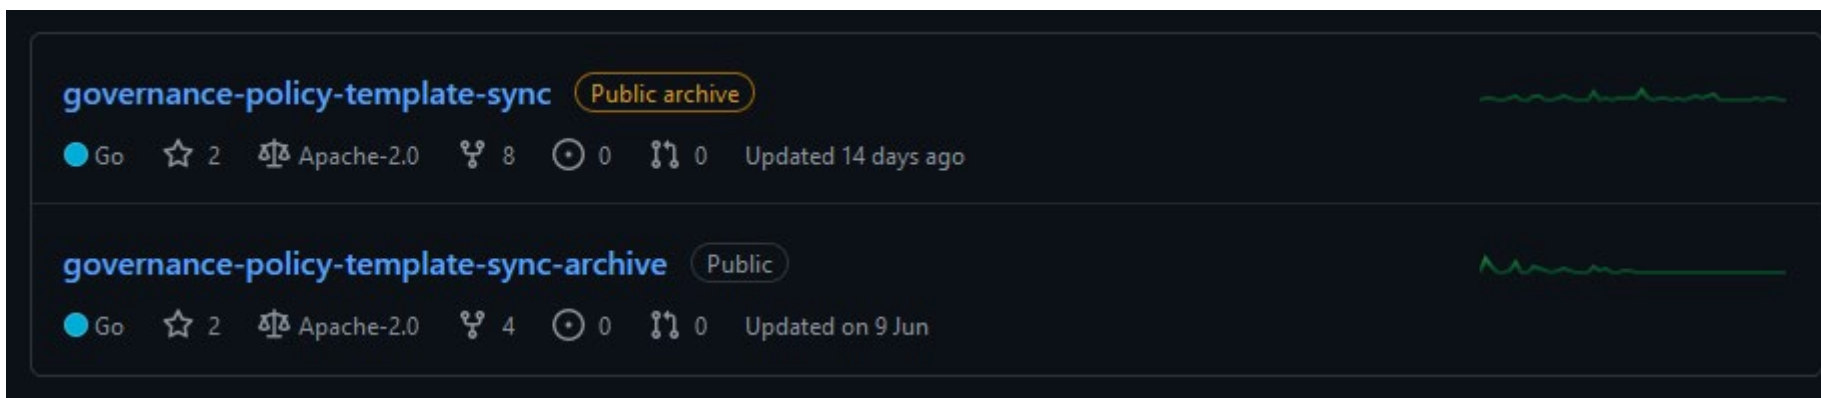 governance-policy-template-sync Public archive
Go 2 Apache-2.0 8 0 0 Updated 14 days ago
governance-policy-template-sync-archive Public
Go 2 Apache-2.0 4 0 0 Updated on 9 Jun